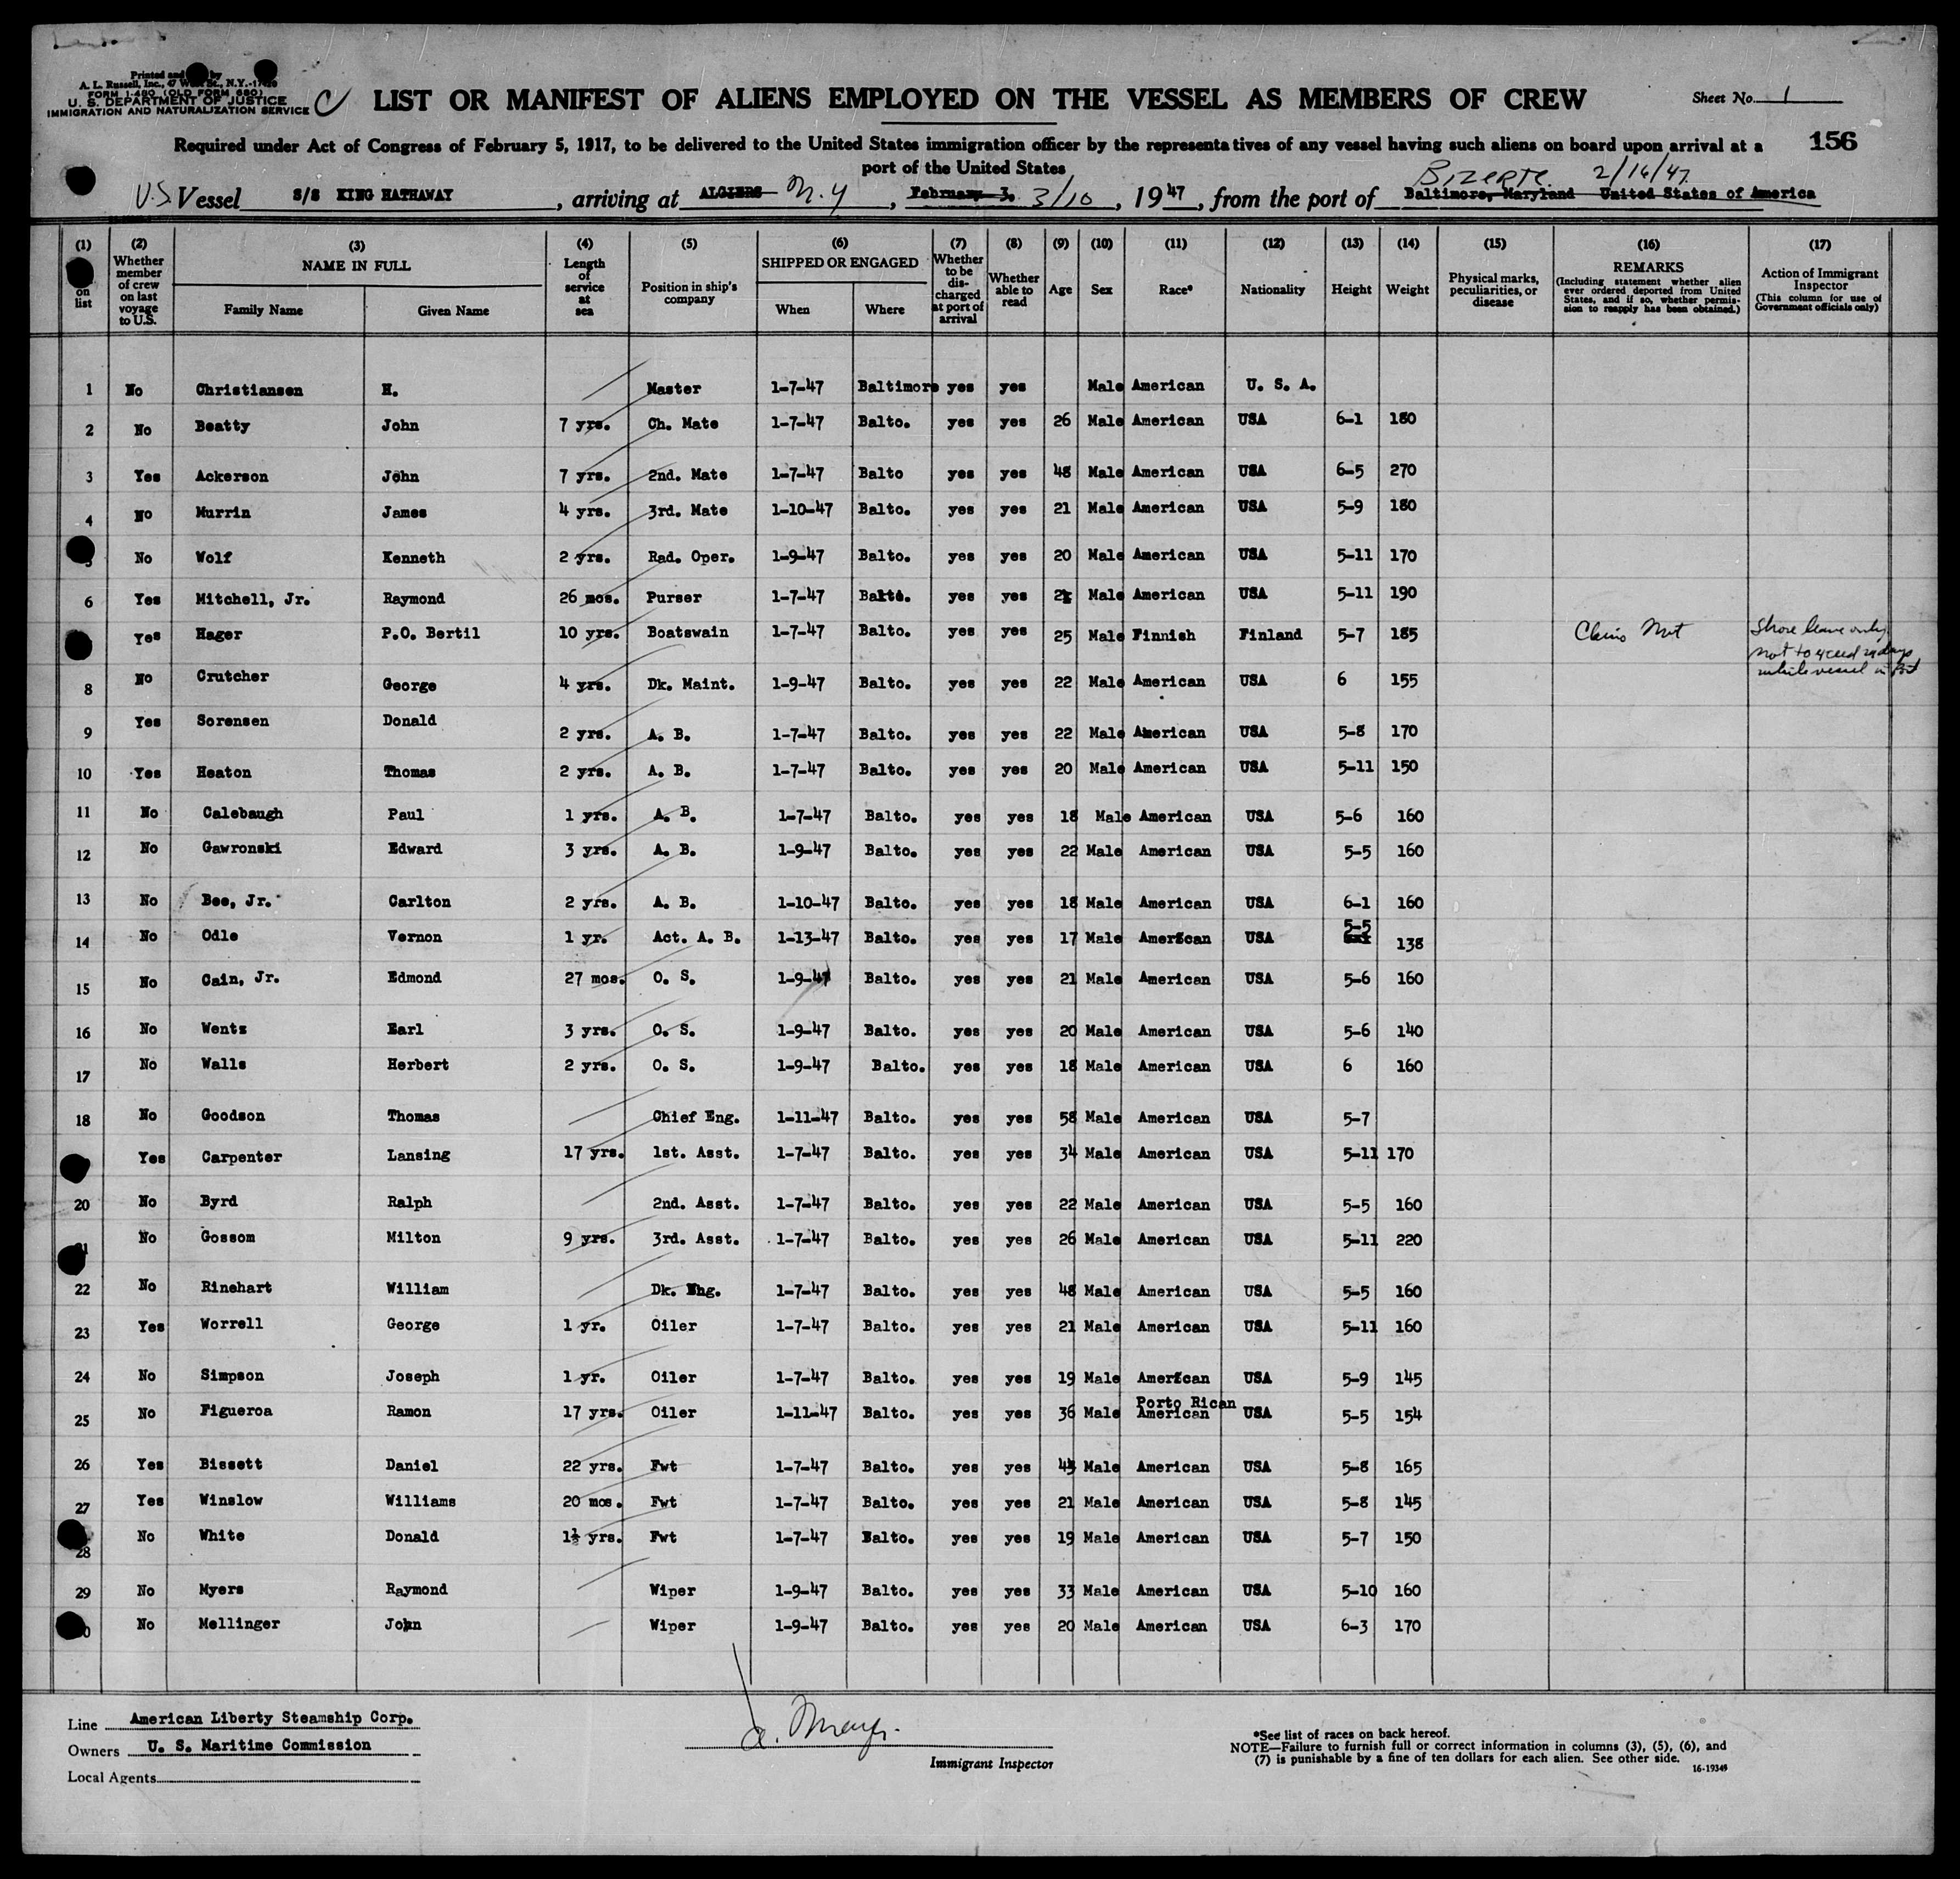 Printed and by
A. L. Russell, Inc., 47 St., N.Y.
FORM I-480 (OLD FORM 680)
U. S. DEPARTMENT OF JUSTICE
IMMIGRATION AND NATURALIZATION SERVICE
LIST OR MANIFEST OF ALIENS EMPLOYED ON THE VESSEL AS MEMBERS OF CREW
Sheet No. 1
Required under Act of Congress of February 5, 1917, to be delivered to the United States immigration officer by the representatives of any vessel having such aliens on board upon arrival at a
156
port of the United States
Bizerte 2/16/47
U.S. Vessel S/S KING HATHAWAY, arriving at ALGIERS N.Y, February 3, 3/10, 1947, from the port of Baltimore, Maryland United States of America
(1) on list (2) Whether member of crew on last voyage to U.S. (3) NAME IN FULL Family Name Given Name (4) Length of service at sea (5) Position in ship's company (6) SHIPPED OR ENGAGED When Where (7) Whether to be discharged at port of arrival (8) Whether able to read (9) Age (10) Sex (11) Race* (12) Nationality (13) Height (14) Weight (15) Physical marks, peculiarities, or disease (16) REMARKS (Including statement whether alien ever ordered deported from United States, and if so, whether permission to reapply has been obtained.) (17) Action of Immigrant Inspector (This column for use of Government officials only)
1 No Christiansen H. Master 1-7-47 Baltimore yes yes Male American U. S. A.
2 No Beatty John 7 yrs. Ch. Mate 1-7-47 Balto. yes yes 26 Male American USA 6-1 180
3 Yes Ackerson John 7 yrs. 2nd. Mate 1-7-47 Balto yes yes 48 Male American USA 6-5 270
4 No Murrin James 4 yrs. 3rd. Mate 1-10-47 Balto. yes yes 21 Male American USA 5-9 180
5 No Wolf Kenneth 2 yrs. Rad. Oper. 1-9-47 Balto. yes yes 20 Male American USA 5-11 170
6 Yes Mitchell, Jr. Raymond 26 mos. Purser 1-7-47 Balto. yes yes Male American USA 5-11 190
Yes Hager P.O. Bertil 10 yrs. Boatswain 1-7-47 Balto. yes yes 25 Male Finnish Finland 5-7 185 Shore leave only
not to exceed days
while vessel in Port
8 No Crutcher George 4 yrs. Dk. Maint. 1-9-47 Balto. yes yes 22 Male American USA 6 155
9 Yes Sorensen Donald 2 yrs. A. B. 1-7-47 Balto. yes yes 22 Male American USA 5-8 170
10 Yes Heaton Thomas 2 yrs. A. B. 1-7-47 Balto. yes yes 20 Male American USA 5-11 150
11 No Calebaugh Paul 1 yrs. A. B. 1-7-47 Balto. yes yes 18 Male American USA 5-6 160
12 No Gawronski Edward 3 yrs. A. B. 1-9-47 Balto. yes yes 22 Male American USA 5-5 160
13 No Bee, Jr. Carlton 2 yrs. A. B. 1-10-47 Balto. yes yes 18 Male American USA 6-1 160
14 No Odle Vernon 1 yr. Act. A. B. 1-13-47 Balto. yes yes 17 Male American USA 5-5 138
15 No Cain, Jr. Edmond 27 mos. O. S. 1-9-47 Balto. yes yes 21 Male American USA 5-6 160
16 No Wentz Earl 3 yrs. O. S. 1-9-47 Balto. yes yes 20 Male American USA 5-6 140
17 No Walls Herbert 2 yrs. O. S. 1-9-47 Balto. yes yes 18 Male American USA 6 160
18 No Goodson Thomas Chief Eng. 1-11-47 Balto. yes yes 58 Male American USA 5-7
Yes Carpenter Lansing 17 yrs. 1st. Asst. 1-7-47 Balto. yes yes 34 Male American USA 5-11 170
20 No Byrd Ralph 2nd. Asst. 1-7-47 Balto. yes yes 22 Male American USA 5-5 160
21 No Gossom Milton 9 yrs. 3rd. Asst. 1-7-47 Balto. yes yes 26 Male American USA 5-11 220
22 No Rinehart William Dk. Eng. 1-7-47 Balto. yes yes 48 Male American USA 5-5 160
23 Yes Worrell George 1 yr. Oiler 1-7-47 Balto. yes yes 21 Male American USA 5-11 160
24 No Simpson Joseph 1 yr. Oiler 1-7-47 Balto. yes yes 19 Male American USA 5-9 145
25 No Figueroa Ramon 17 yrs. Oiler 1-11-47 Balto. yes yes 36 Male Porto Rican American USA 5-5 154
26 Yes Bissett Daniel 22 yrs. Fwt 1-7-47 Balto. yes yes Male American USA 5-8 165
27 Yes Winslow Williams 20 mos. Fwt 1-7-47 Balto. yes yes 21 Male American USA 5-8 145
28 No White Donald 1½ yrs. Fwt 1-7-47 Balto. yes yes 19 Male American USA 5-7 150
29 No Myers Raymond Wiper 1-9-47 Balto. yes yes 33 Male American USA 5-10 160
No Mellinger John Wiper 1-9-47 Balto. yes yes 20 Male American USA 6-3 170
Line American Liberty Steamship Corp.
Owners U. S. Maritime Commission
Local Agents
Immigrant Inspector
*See list of races on back hereof.
NOTE—Failure to furnish full or correct information in columns (3), (5), (6), and
(7) is punishable by a fine of ten dollars for each alien. See other side.
16-19349